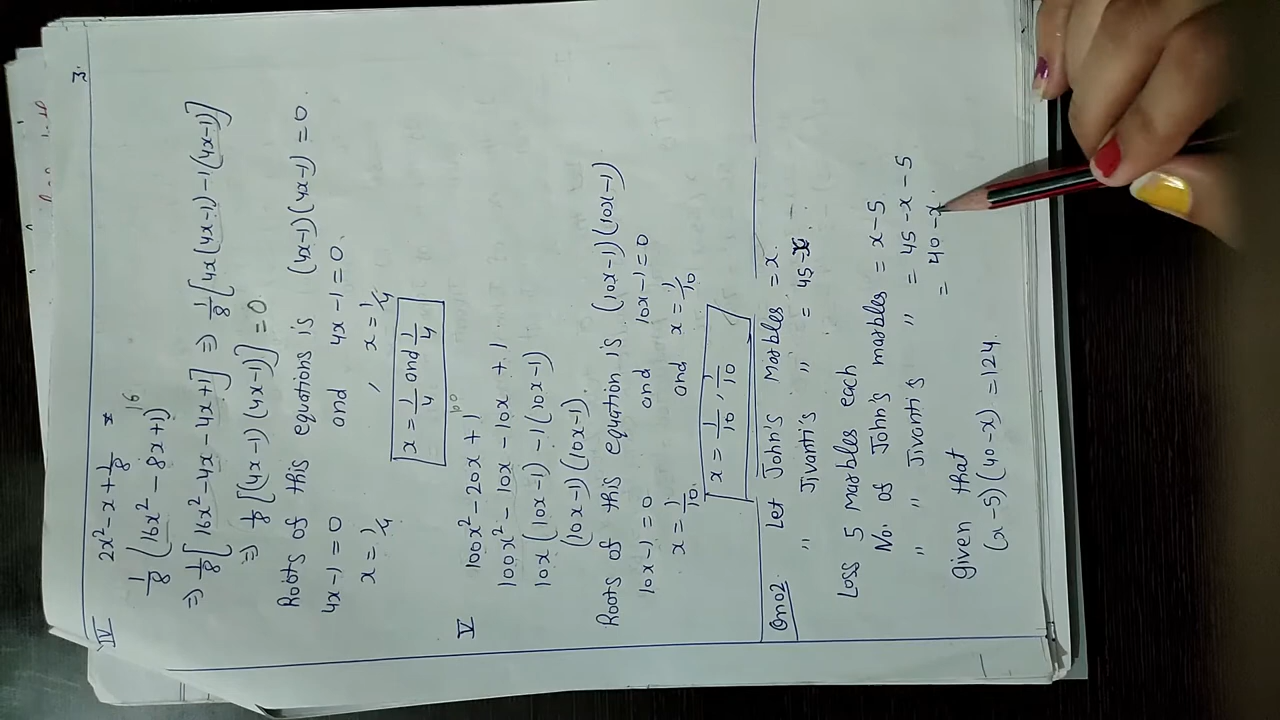 3.
IV 2x²-x+1/8 =
1/8 (16x² - 8x+1) 16
⇒ 1/8 [16x²-4x-4x+1] ⇒ 1/8 [4x(4x-1)-1(4x-1)]
⇒ 1/8 [(4x-1)(4x-1)] = 0
Roots of this equations is (4x-1)(4x-1)=0.
4x-1=0 and 4x-1=0.
x=1/4 , x=1/4
x = 1/4 and 1/4
V 100x²-20x+1
100x²-10x-10x+1
10x(10x-1)-1(10x-1)
(10x-1)(10x-1).
Roots of this equation is (10x-1)(10x-1)
10x-1=0 and 10x-1=0
x=1/10. and x=1/10
x = 1/10, 1/10
Qno2. Let John's Marbles = x.
" Jivanti's " = 45-x.
Loss 5 marbles each
No. of John's marbles = x-5
" " Jivanti's " = 45-x-5
= 40-x.
given that
(x-5)(40-x)=124.